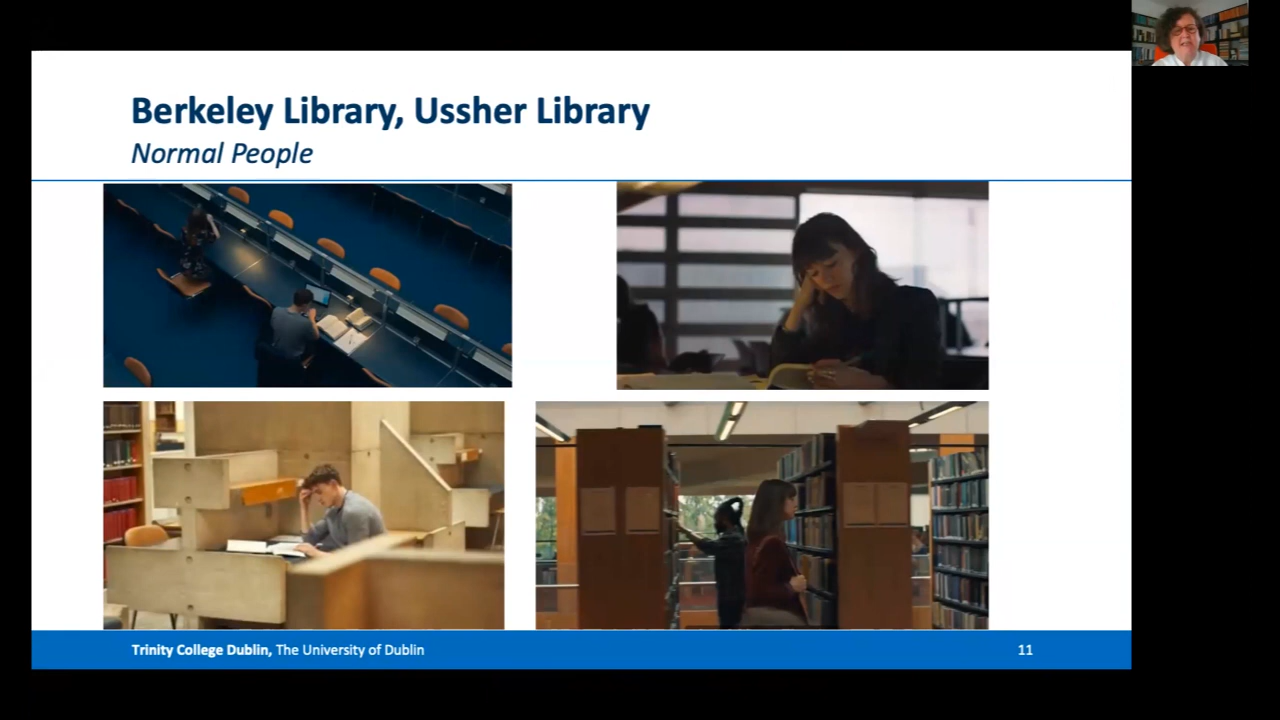 Berkeley Library, Ussher Library
Normal People
Trinity College Dublin, The University of Dublin
11